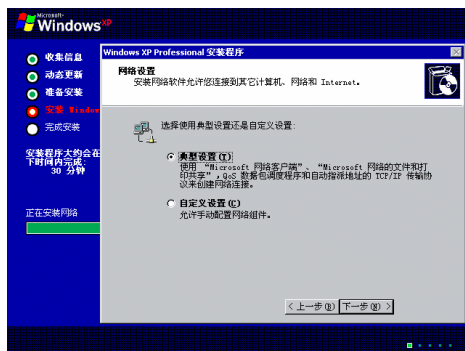 Microsoft
Windows xp
收集信息
动态更新
准备安装
安装 Window
完成安装
安装程序大约会在
下时间内完成:
30 分钟
正在安装网络
Windows XP Professional 安装程序
网络设置
安装网络软件允许您连接到其它计算机、网络和 Internet。
选择使用典型设置还是自定义设置:
典型设置(T)
使用 “Microsoft 网络客户端”、“Microsoft 网络的文件和打
印共享”,QoS 数据包调度程序和自动指派地址的 TCP/IP 传输协
议来创建网络连接。
自定义设置(C)
允许手动配置网络组件。
< 上一步(B) 下一步(N) >